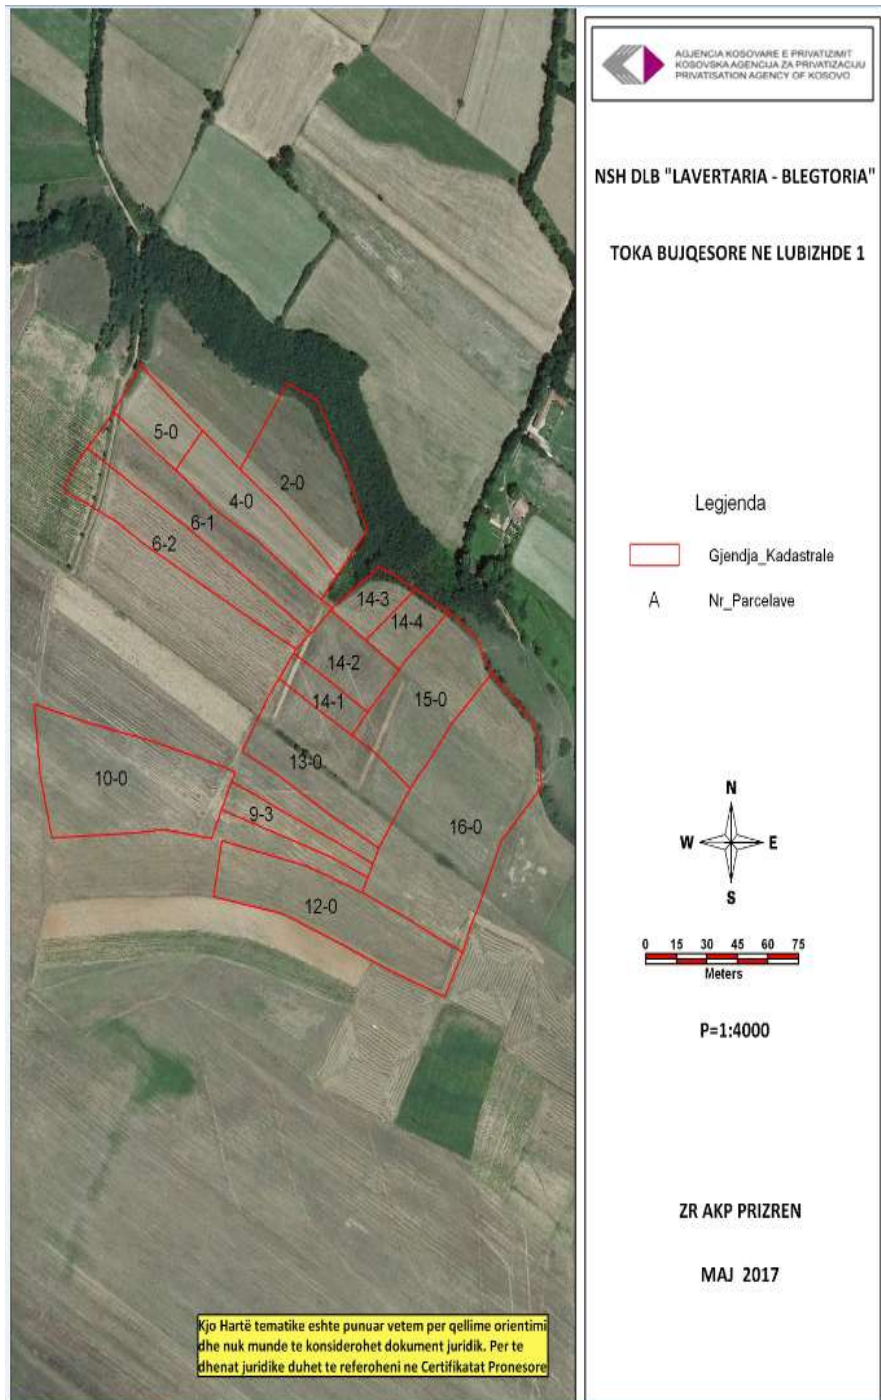 AGJENCIA KOSOVARE E PRIVATIZIMIT
KOSOVSKA AGENCIJA ZA PRIVATIZACIJU
PRIVATISATION AGENCY OF KOSOVO
NSH DLB "LAVERTARIA - BLEGTORIA"
TOKA BUJQESORE NE LUBIZHDE 1
5-0
2-0
4-0
6-1
6-2
14-3
14-4
14-2
14-1
15-0
13-0
10-0
9-3
16-0
12-0
Legjenda
Gjendja_Kadastrale
A Nr_Parcelave
N
W E
S
0 15 30 45 60 75
Meters
P=1:4000
ZR AKP PRIZREN
MAJ 2017
Kjo Hartë tematike eshte punuar vetem per qellime orientimi
dhe nuk munde te konsiderohet dokument juridik. Per te
dhenat juridike duhet te referoheni ne Certifikatat Pronesore